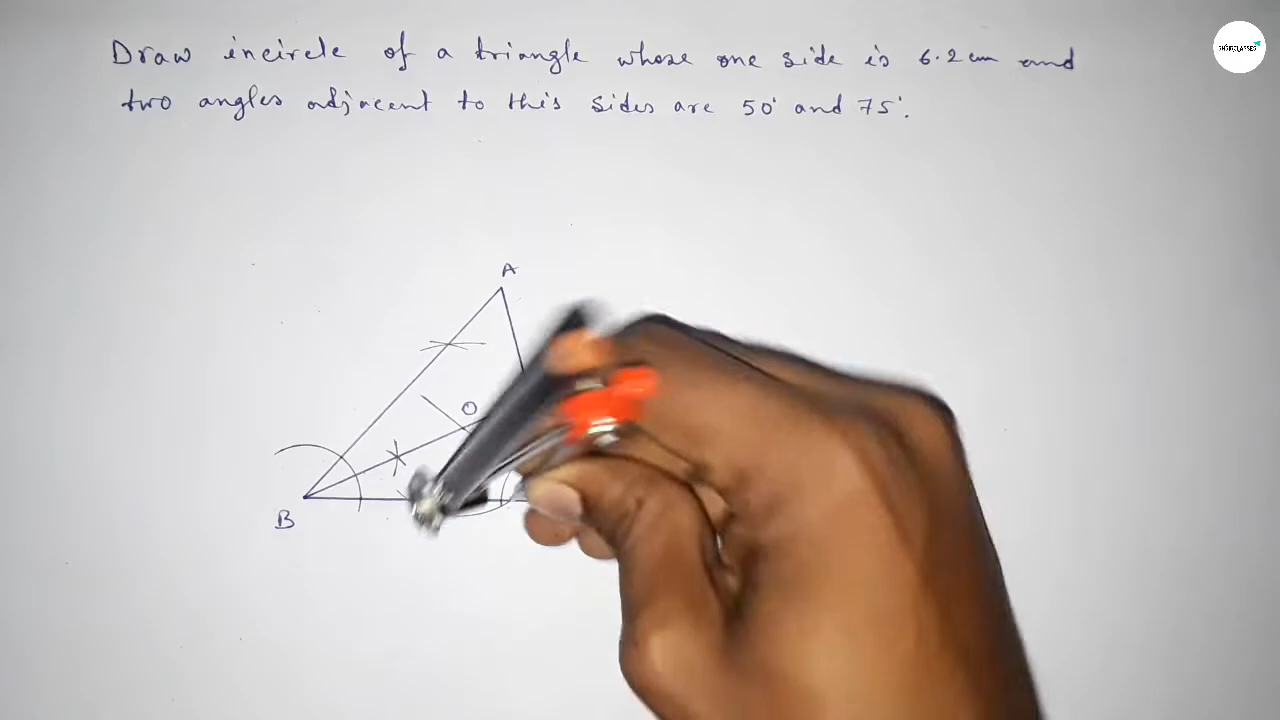 Draw incircle of a triangle whose one side is 6.2 cm and
two angles adjacent to this sides are 50° and 75°.
A
O
B